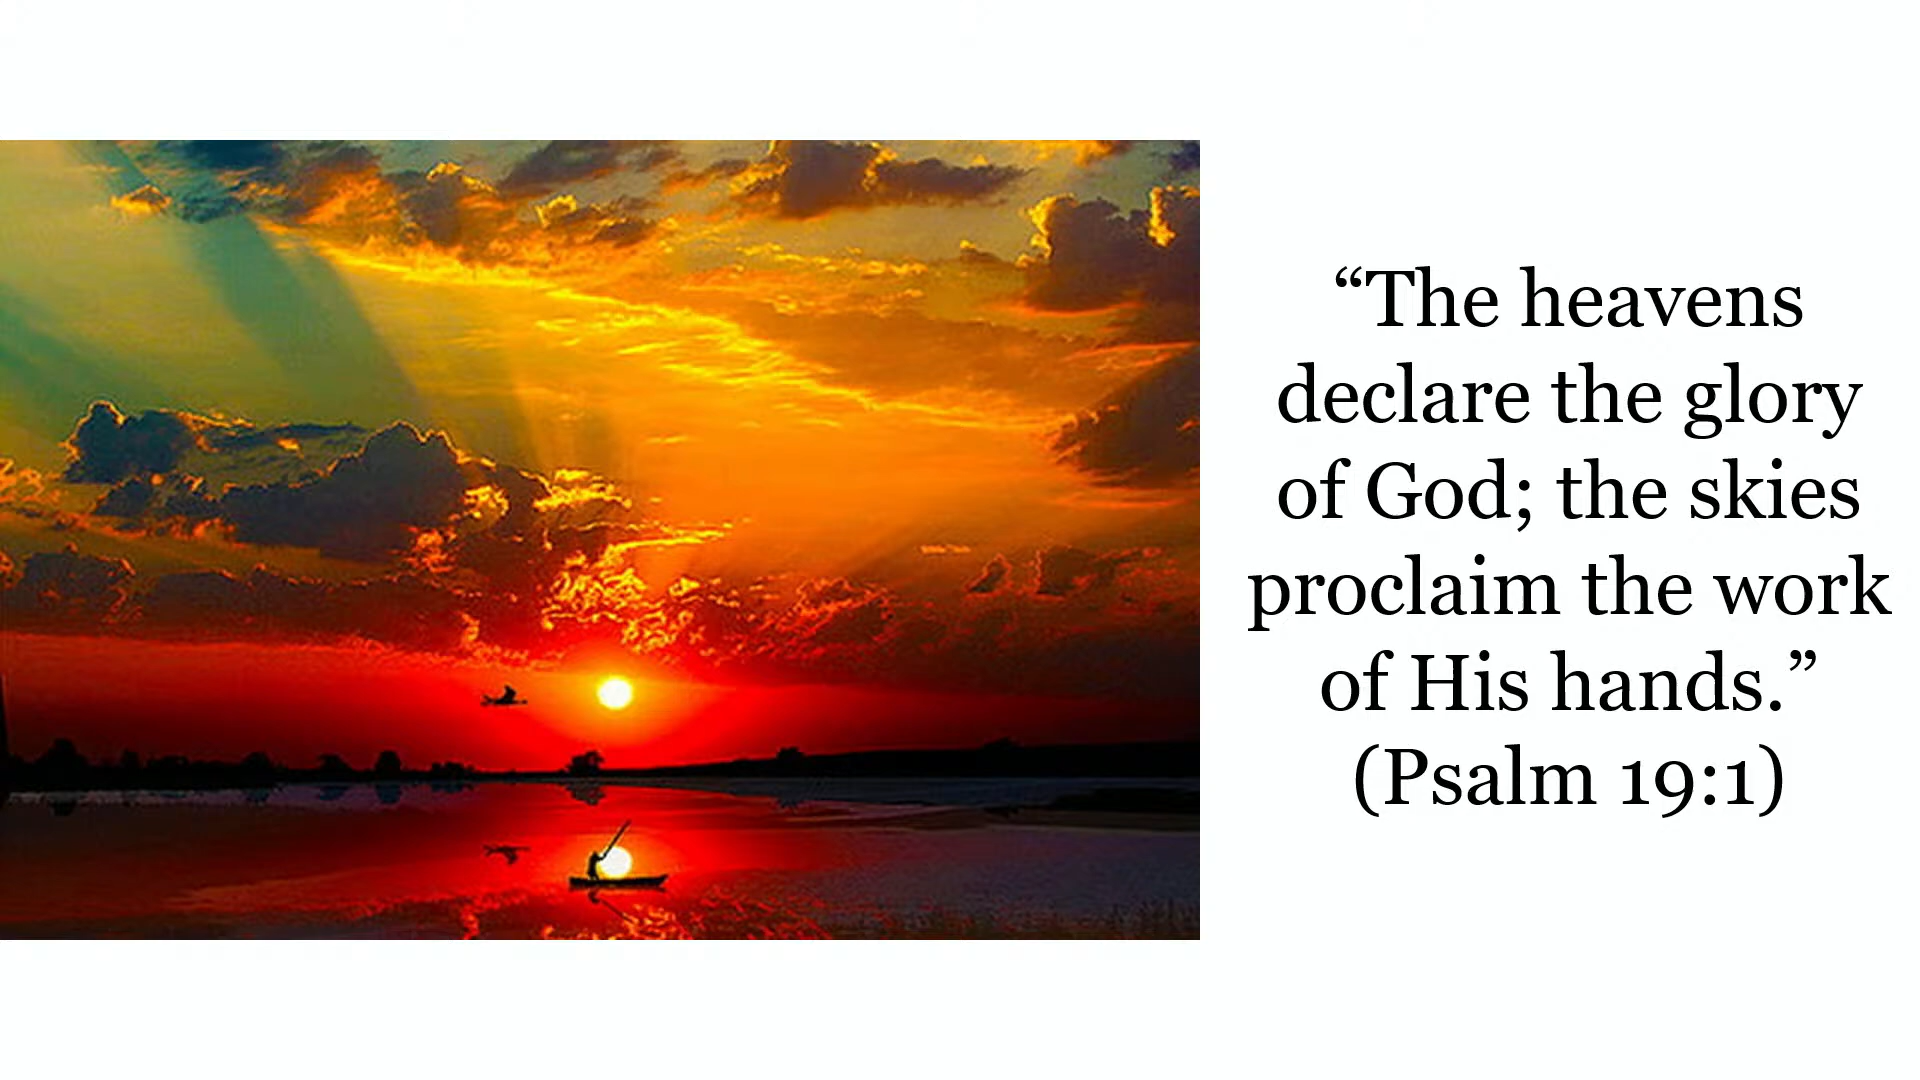 “The heavens
declare the glory
of God; the skies
proclaim the work
of His hands.”
(Psalm 19:1)